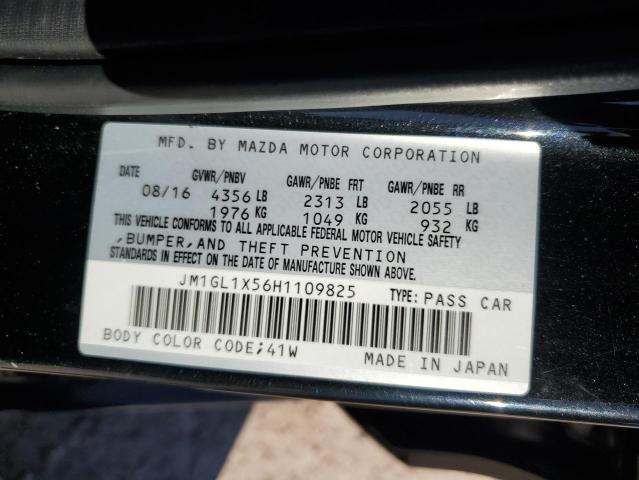 MFD. BY MAZDA MOTOR CORPORATION
DATE GVWR/PNBV GAWR/PNBE FRT GAWR/PNBE RR
08/16 4356 LB 2313 LB 2055 LB
1976 KG 1049 KG 932 KG
THIS VEHICLE CONFORMS TO ALL APPLICABLE FEDERAL MOTOR VEHICLE SAFETY
,BUMPER,AND THEFT PREVENTION
STANDARDS IN EFFECT ON THE DATE OF MANUFACTURE SHOWN ABOVE.
JM1GL1X56H1109825 TYPE: PASS CAR
BODY COLOR CODE;41W MADE IN JAPAN